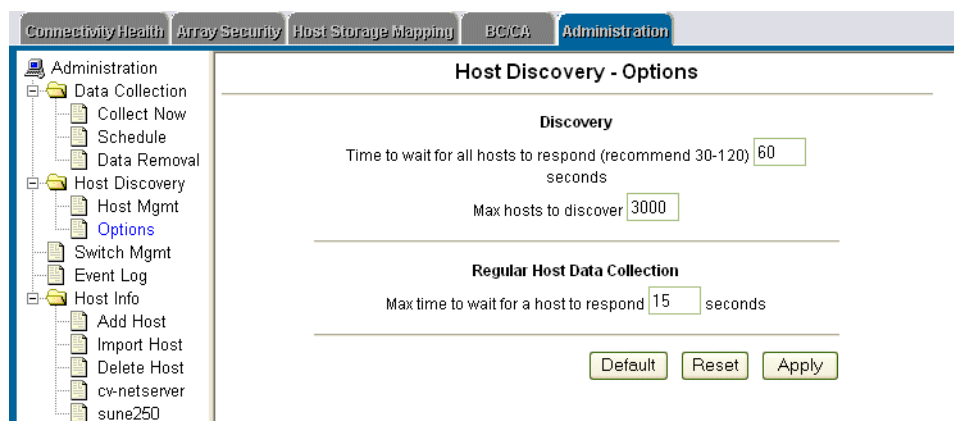 Connectivity Health Array Security Host Storage Mapping BC/CA Administration
Administration
Data Collection
Collect Now
Schedule
Data Removal
Host Discovery
Host Mgmt
Options
Switch Mgmt
Event Log
Host Info
Add Host
Import Host
Delete Host
cv-netserver
sune250
Host Discovery - Options
Discovery
Time to wait for all hosts to respond (recommend 30-120) 60
seconds
Max hosts to discover 3000
Regular Host Data Collection
Max time to wait for a host to respond 15 seconds
Default Reset Apply